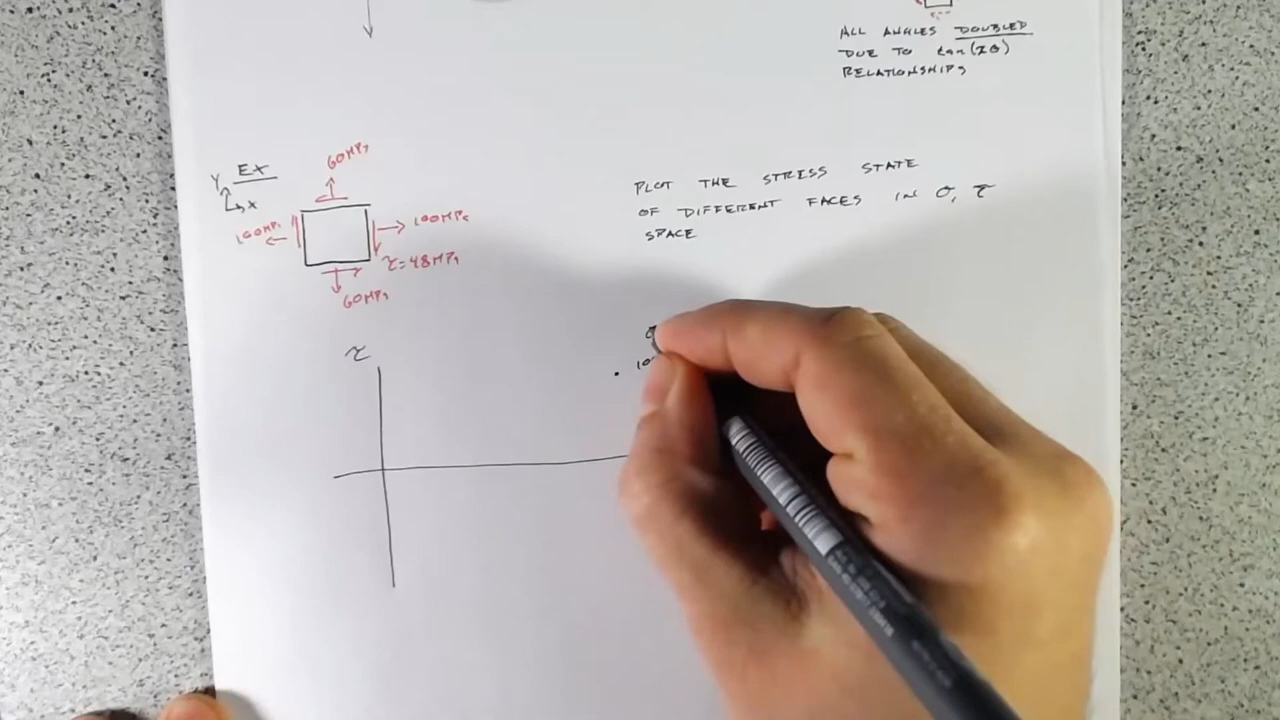 ALL ANGLES DOUBLED
DUE TO tan(2θ)
RELATIONSHIPS
EX
Y
X
60MPa
100MPa
100MPa
τ=48MPa
60MPa
PLOT THE STRESS STATE
OF DIFFERENT FACES IN σ, τ
SPACE
τ